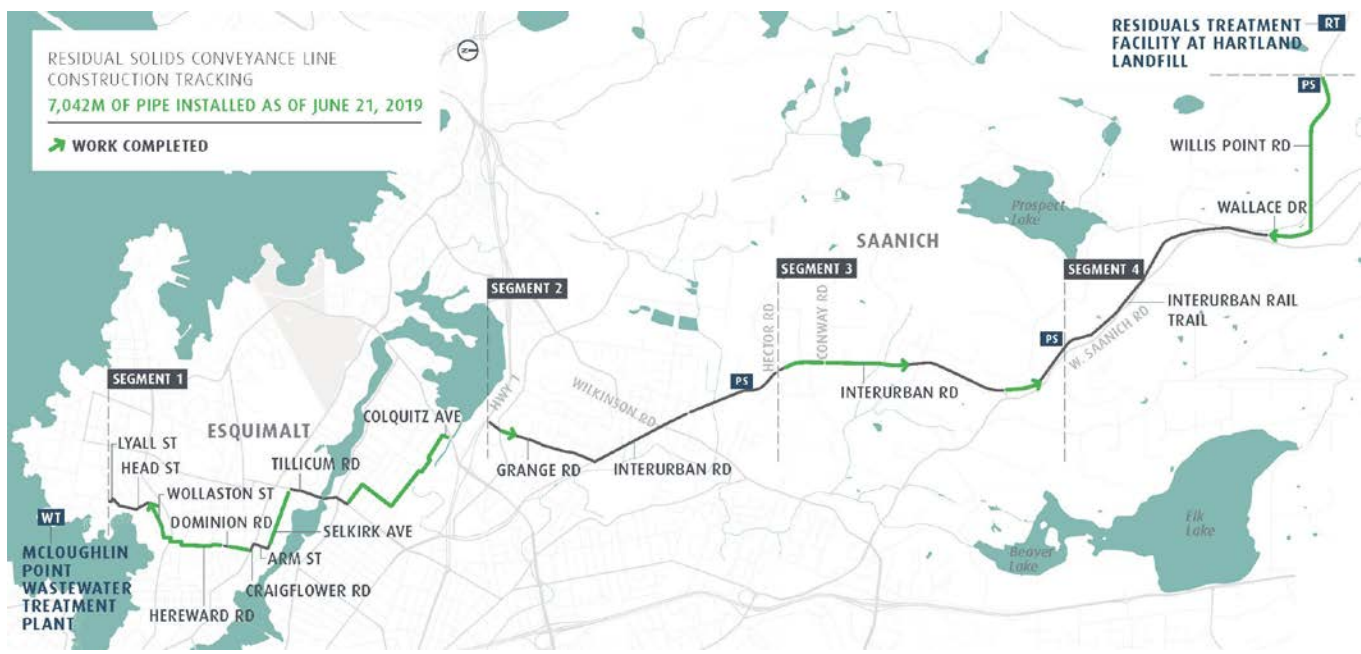 RESIDUAL SOLIDS CONVEYANCE LINE
CONSTRUCTION TRACKING
7,042M OF PIPE INSTALLED AS OF JUNE 21, 2019
WORK COMPLETED
N
RESIDUALS TREATMENT
FACILITY AT HARTLAND
LANDFILL
RT
PS
WILLIS POINT RD
WALLACE DR
Prospect
Lake
SAANICH
SEGMENT 3
SEGMENT 4
SEGMENT 2
INTERURBAN RAIL
TRAIL
W. SAANICH RD
HECTOR RD
CONWAY RD
PS
PS
INTERURBAN RD
HWY 1
WILKINSON RD
GRANGE RD
INTERURBAN RD
SEGMENT 1
COLQUITZ AVE
ESQUIMALT
LYALL ST
HEAD ST
TILLICUM RD
WOLLASTON ST
DOMINION RD
SELKIRK AVE
ARM ST
CRAIGFLOWER RD
HEREWARD RD
WT
MCLOUGHLIN
POINT
WASTEWATER
TREATMENT
PLANT
Elk
Lake
Beaver
Lake